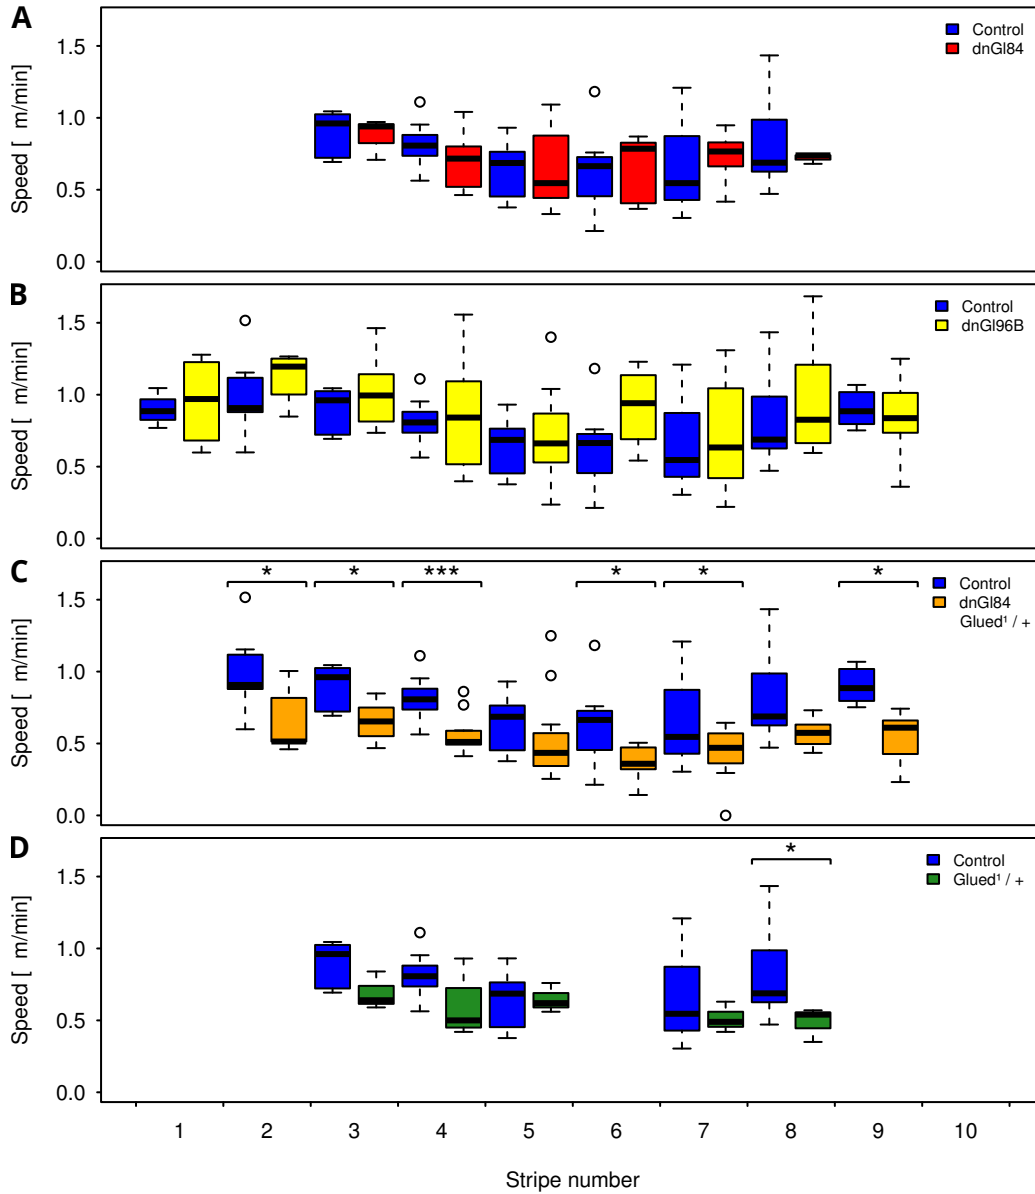 A
Speed [  m/min]
1.5
1.0
0.5
0.0
Control
dnGl84
B
Speed [  m/min]
1.5
1.0
0.5
0.0
Control
dnGl96B
C
Speed [  m/min]
1.5
1.0
0.5
0.0
* * *** * * *
Control
dnGl84
Glued¹ / +
D
Speed [  m/min]
1.5
1.0
0.5
0.0
*
Control
Glued¹ / +
1 2 3 4 5 6 7 8 9 10
Stripe number